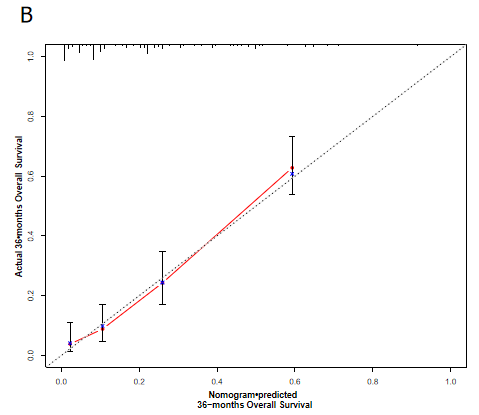 B
1.0
0.8
0.6
0.4
0.2
0.0
Actual 36-months Overall Survival
0.0 0.2 0.4 0.6 0.8 1.0
Nomogram-predicted
36-months Overall Survival